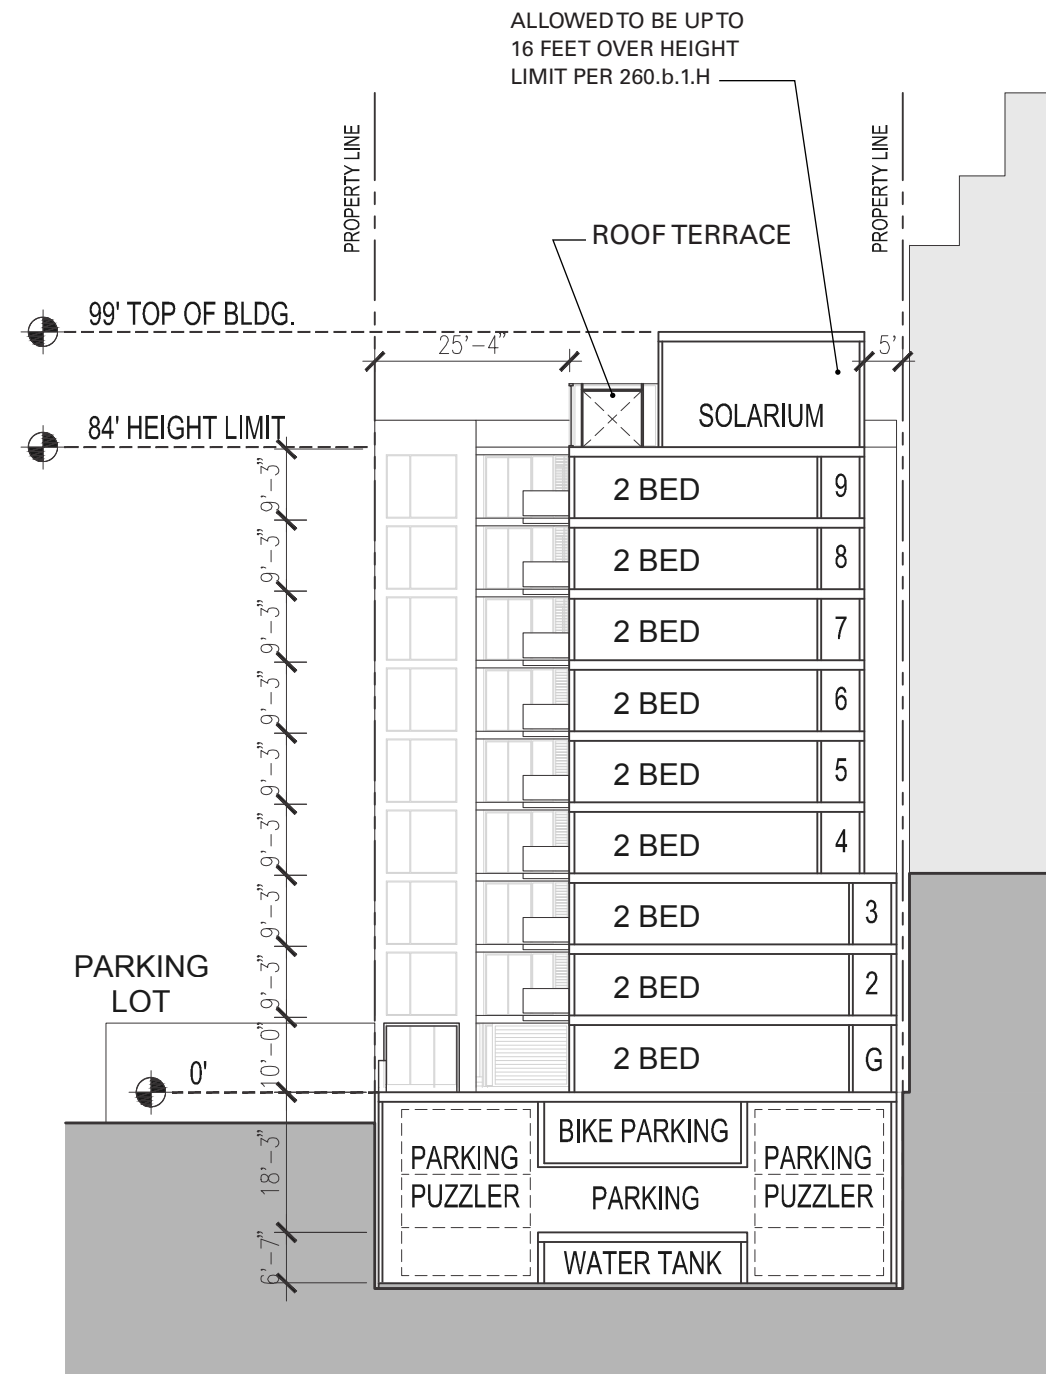 ALLOWED TO BE UP TO
16 FEET OVER HEIGHT
LIMIT PER 260.b.1.H
PROPERTY LINE
PROPERTY LINE
ROOF TERRACE
99' TOP OF BLDG.
25'-4"
5'
SOLARIUM
84' HEIGHT LIMIT
9'-3"
2 BED
9
9'-3"
2 BED
8
9'-3"
2 BED
7
9'-3"
2 BED
6
9'-3"
2 BED
5
9'-3"
2 BED
4
9'-3"
2 BED
3
PARKING
LOT
9'-3"
2 BED
2
10'-0"
0'
2 BED
G
18'-3"
BIKE PARKING
PARKING
PUZZLER
PARKING
PARKING
PUZZLER
6'-7"
WATER TANK